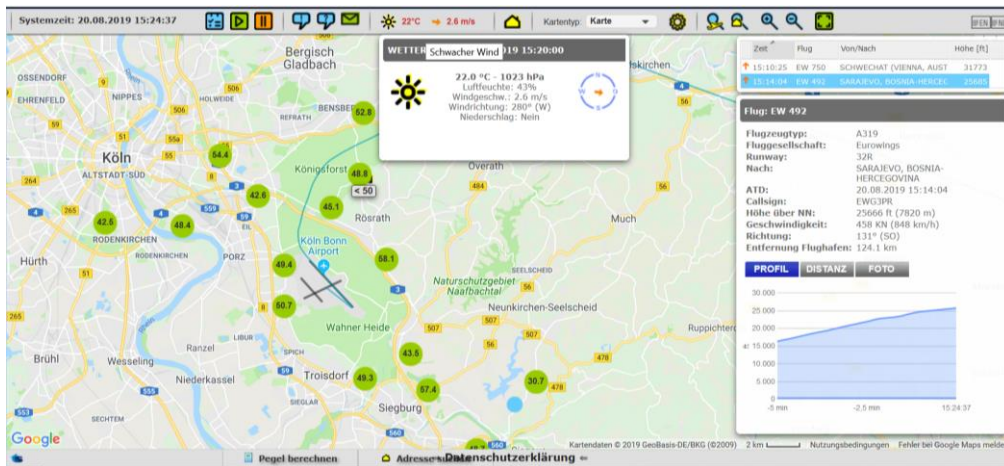 Systemzeit: 20.08.2019 15:24:37
22°C
2.6 m/s
Kartentyp: Karte
Schwacher Wind
22.0 °C - 1023 hPa
Luftfeuchte: 43%
Windgeschw.: 2.6 m/s
Windrichtung: 280° (W)
Niederschlag: Nein
Zeit Flug Von/Nach Höhe [ft]
15:10:25 EW 750 SCHWECHAT (VIENNA, AUST 31773
15:14:04 EW 492 SARAJEVO, BOSNIA-HERCEG 25685
Flug: EW 492
Flugzeugtyp: A319
Fluggesellschaft: Eurowings
Runway: 32R
Nach: SARAJEVO, BOSNIA-
HERCEGOVINA
ATD: 20.08.2019 15:14:04
Callsign: EWG3PR
Höhe über NN: 25666 ft (7820 m)
Geschwindigkeit: 458 KN (848 km/h)
Richtung: 131° (SO)
Entfernung Flughafen: 124.1 km
PROFIL DISTANZ FOTO
30.000
25.000
20.000
15.000
10.000
5.000
0
-5 min
-2,5 min
15:24:37
Bergisch
Gladbach
OSSENDORF
EHRENFELD
NIPPES
HOLWEIDE
REFRATH
BENSBE
52.8
54.4
Köln
ALTSTADT-SÜD
Königsforst
48.8
< 50
Overath
42.6
45.1
Rösrath
Much
42.5
48.4
RODENKIRCHEN
RODENKIRCHEN
PORZ
EIL
Köln Bonn
Airport
Hürth
49.4
58.1
SEELSCHEID
Naturschutzgebiet
Naafbachtal
Neunkirchen-Seelscheid
50.7
Wahner Heide
Ruppichter
LIBUR
Ranzel
SPICH
Brühl
Wesseling
Niederkassel
Troisdorf
49.3
43.5
57.4
30.7
SIEGLAR
Siegburg
SECHTEM
Google
Kartendaten © 2019 GeoBasis-DE/BKG (©2009)
2 km
Nutzungsbedingungen
Fehler bei Google Maps melde
Pegel berechnen
Datenschutzerklärung